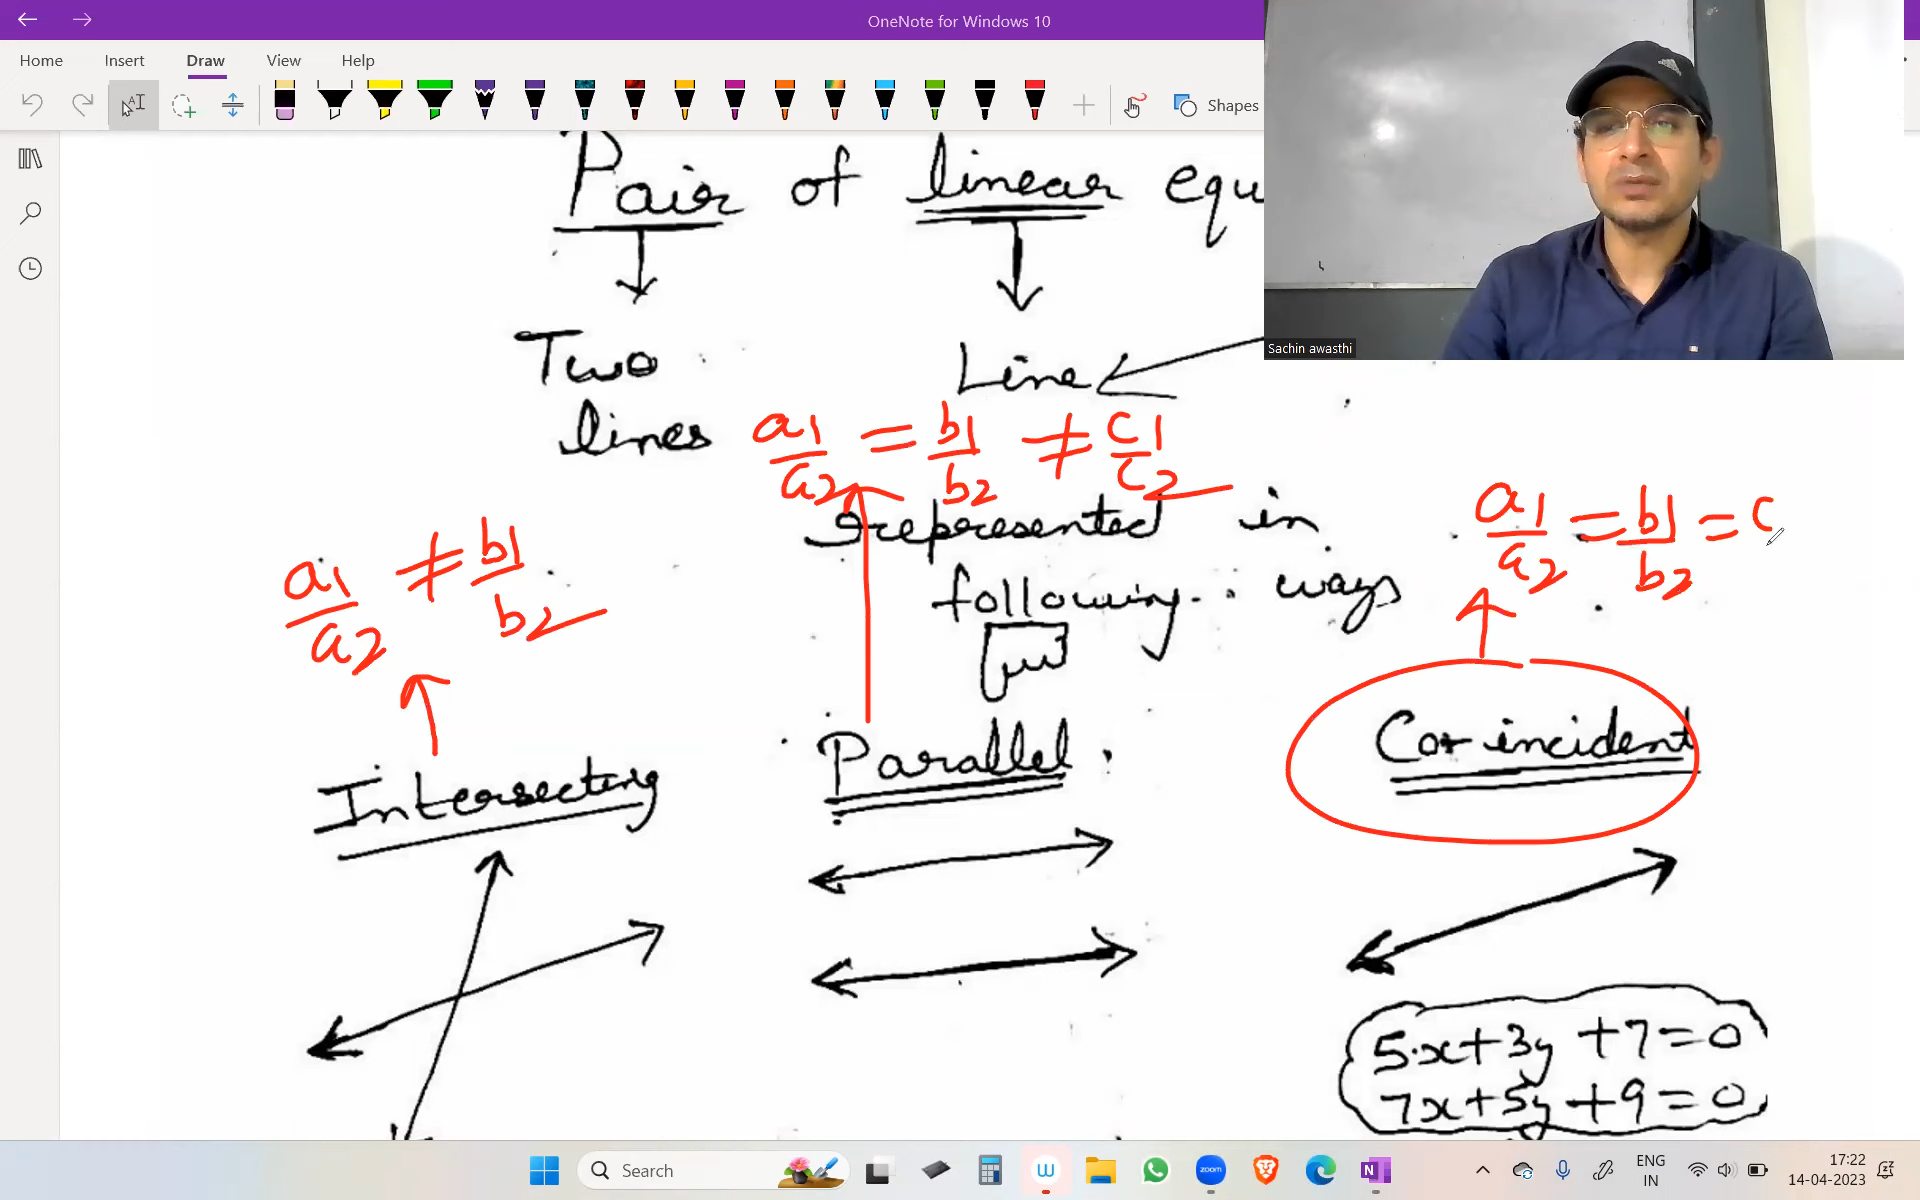 OneNote for Windows 10
Home Insert Draw View Help
Shapes
Sachin awasthi
Pair of linear equ
Two lines
Line
a1/a2 = b1/b2 ≠ c1/c2
represented in following ways
a1/a2 ≠ b1/b2
a1/a2 = b1/b2 = c
Intersecting
Parallel
Co-incident
5x+3y +7=0
7x+5y +9=0
Search
zoom
ENG
IN
17:22
14-04-2023